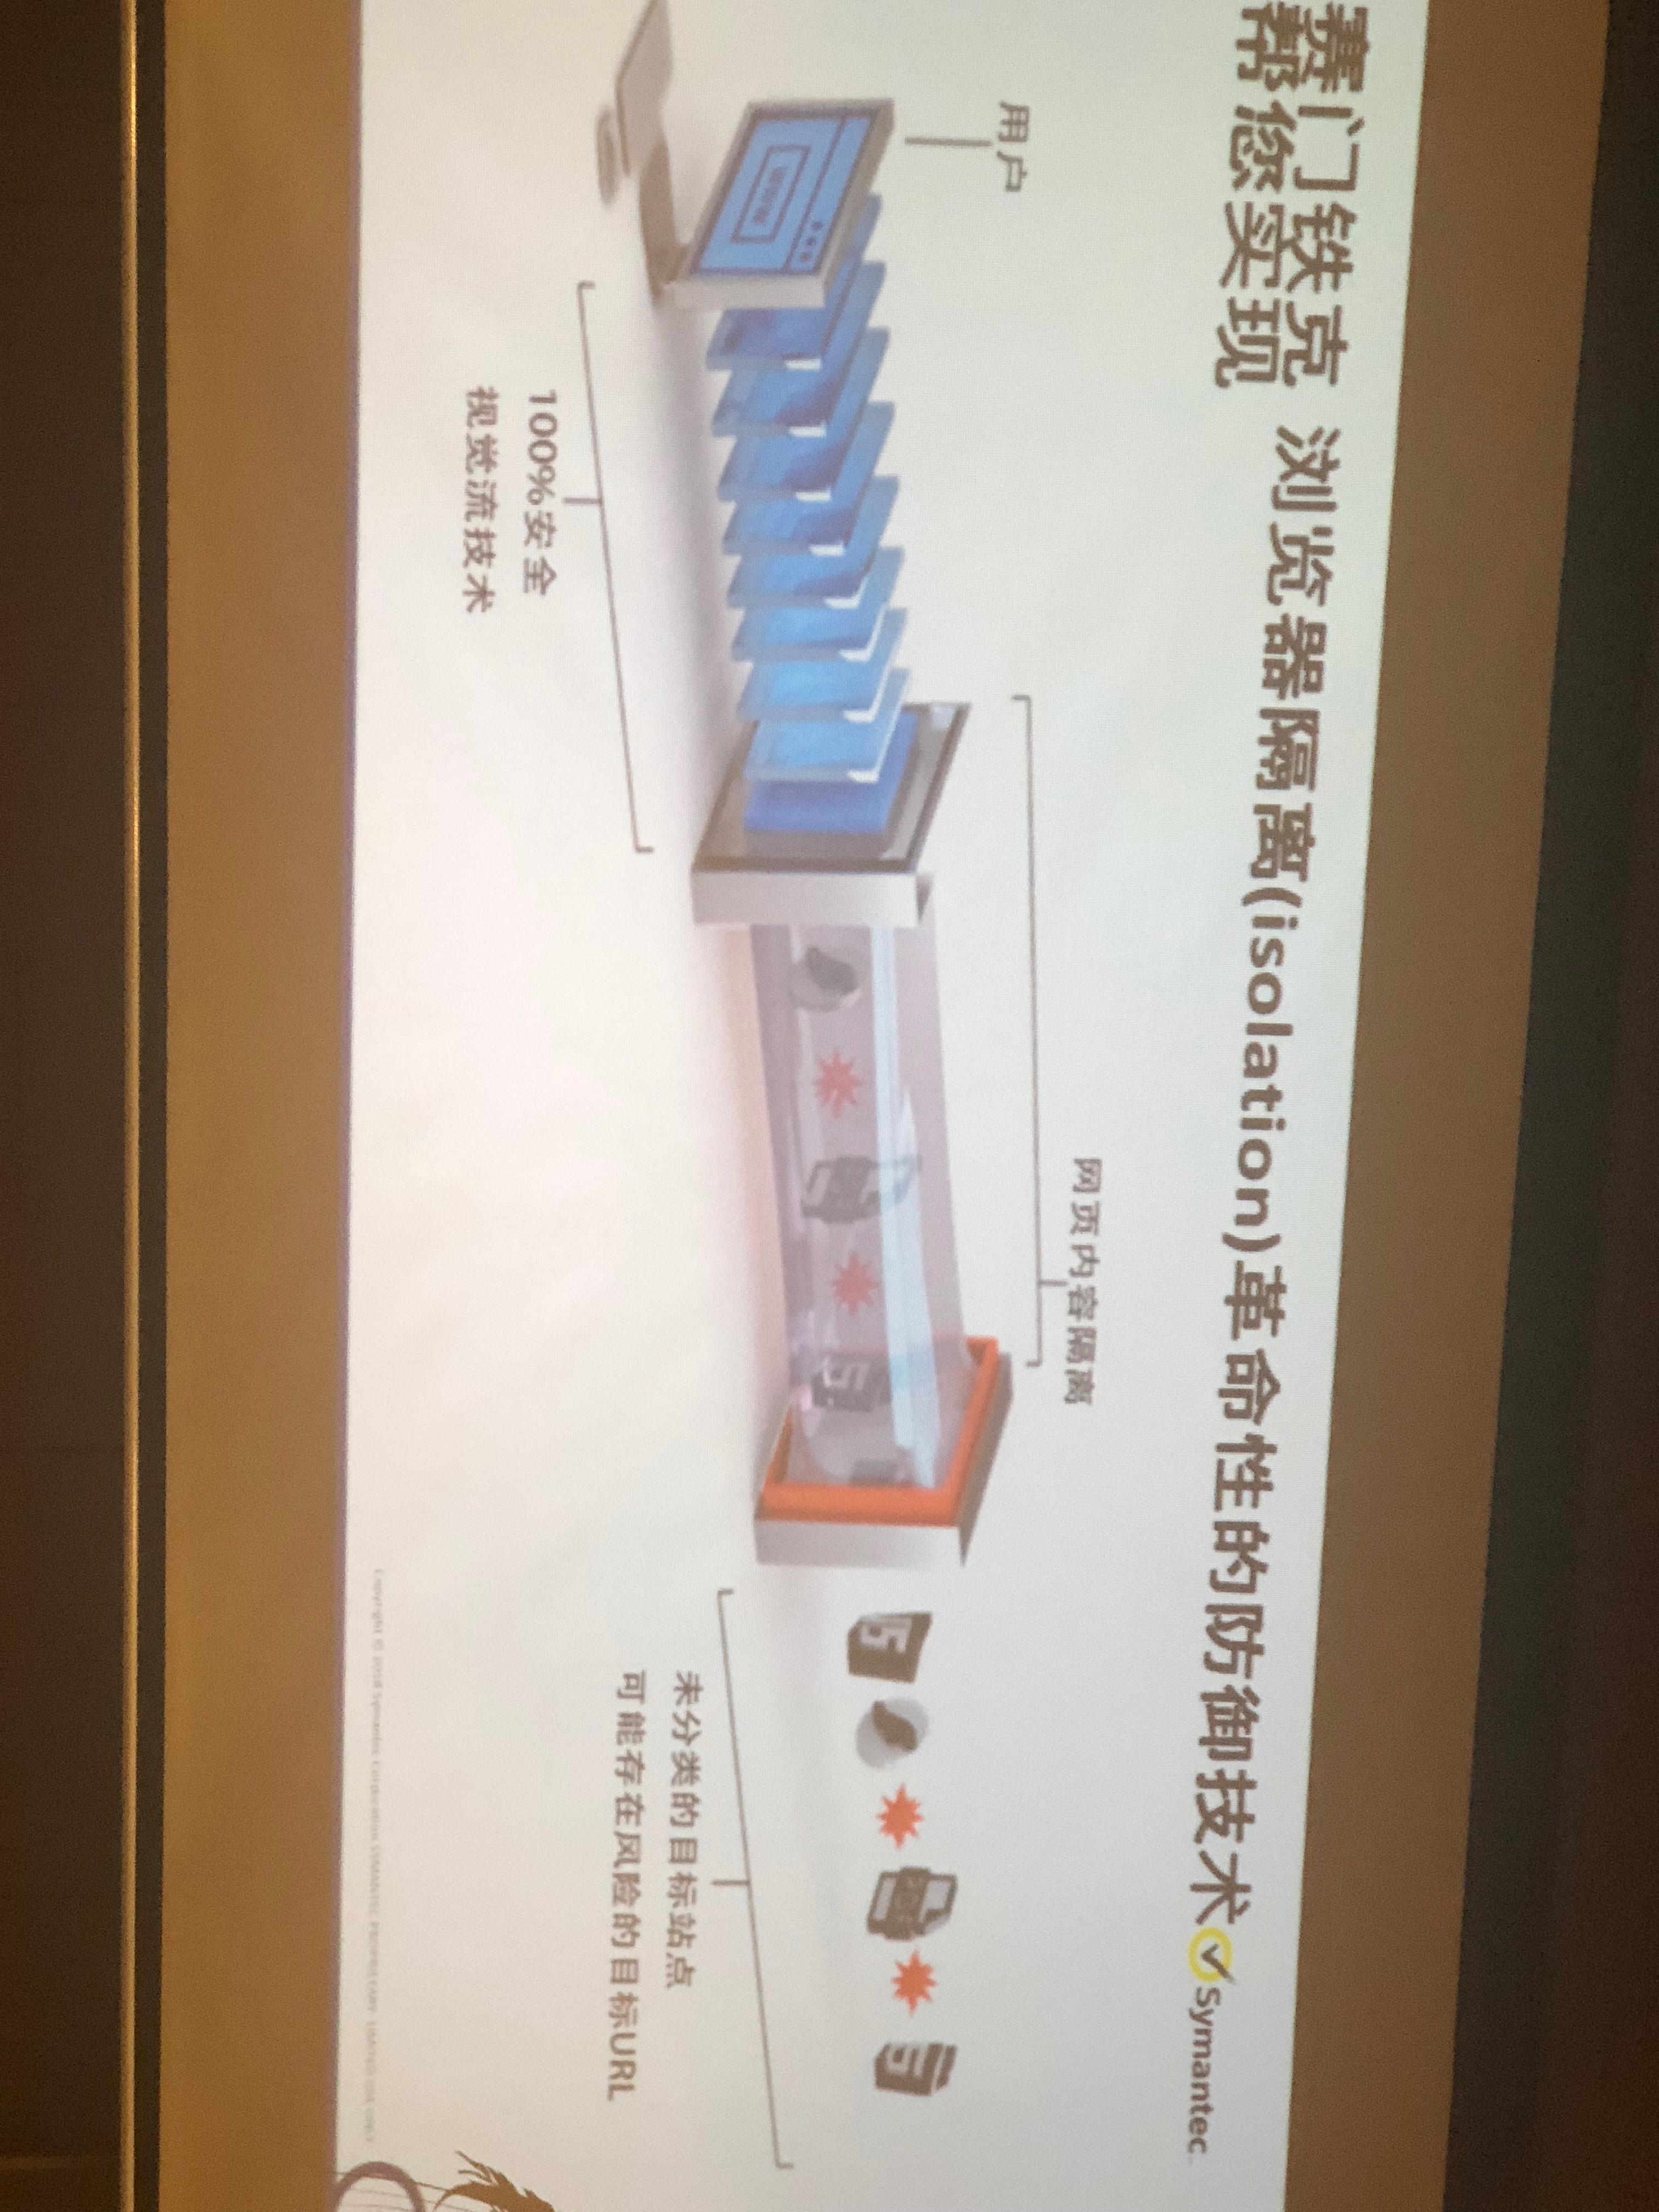 赛门铁克 浏览器隔离(isolation)革命性的防御技术
帮您实现
Symantec
用户
网页内容隔离
100%安全
视觉流技术
未分类的目标站点
可能存在风险的目标URL
Copyright © 2018 Symantec Corporation SYMANTEC PROPRIETARY- LIMITED USE ONLY